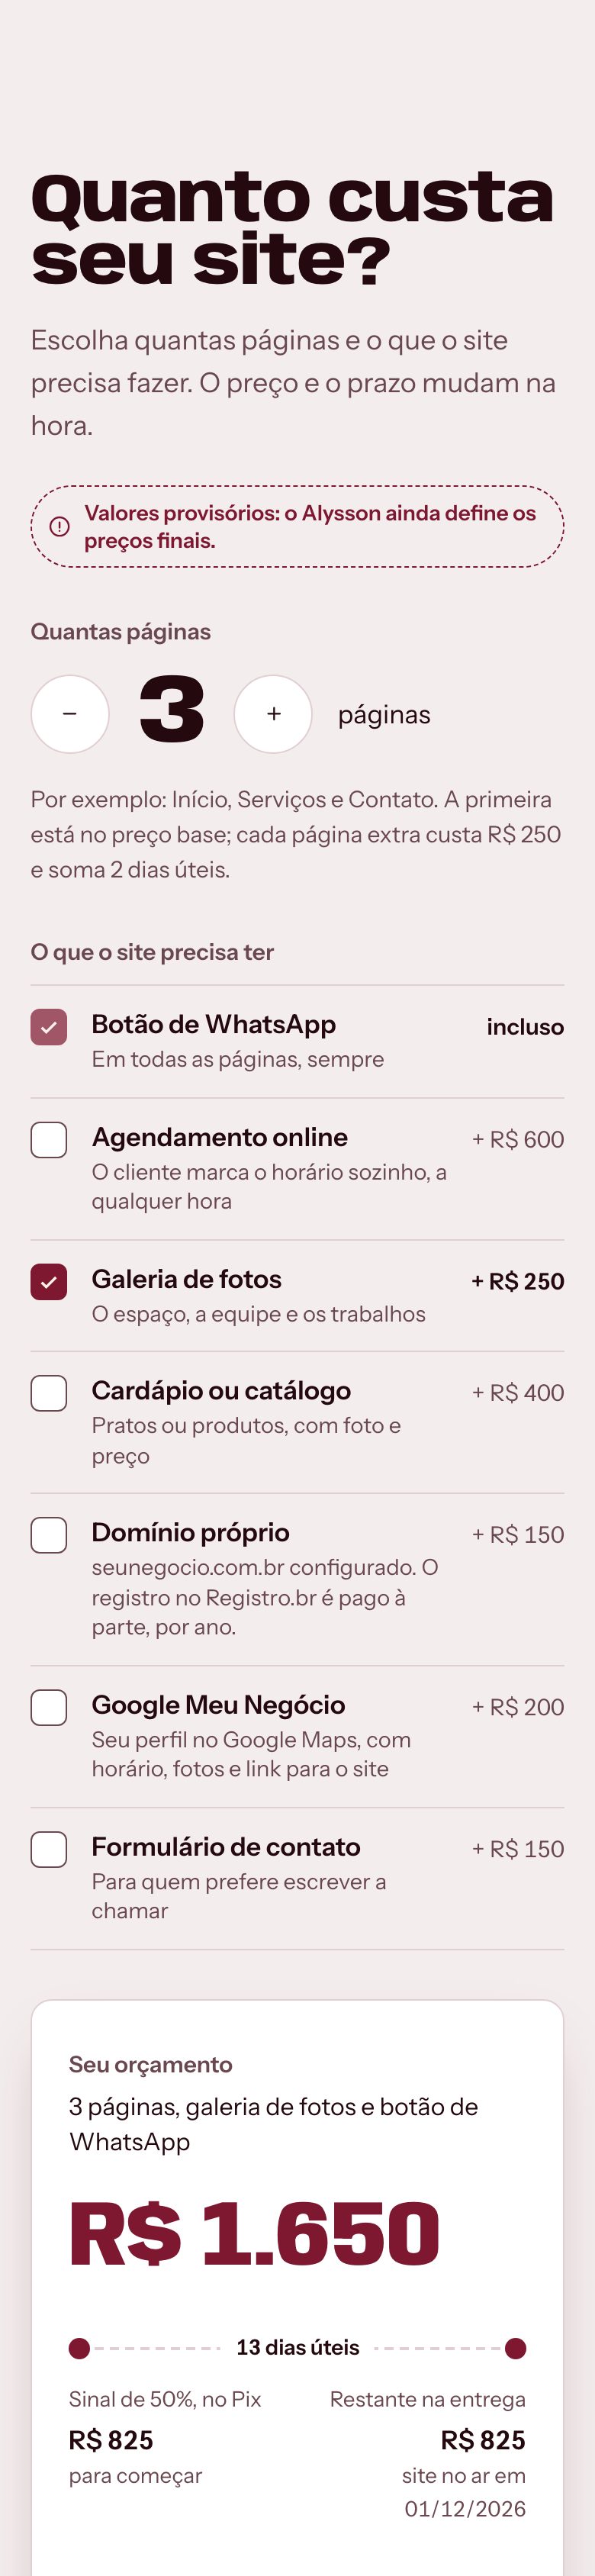 Quanto custa
seu site?
Escolha quantas páginas e o que o site
precisa fazer. O preço e o prazo mudam na
hora.
Valores provisórios: o Alysson ainda define os
preços finais.
Quantas páginas
− 3 + páginas
Por exemplo: Início, Serviços e Contato. A primeira
está no preço base; cada página extra custa R$ 250
e soma 2 dias úteis.
O que o site precisa ter
Botão de WhatsApp incluso
Em todas as páginas, sempre
Agendamento online + R$ 600
O cliente marca o horário sozinho, a
qualquer hora
Galeria de fotos + R$ 250
O espaço, a equipe e os trabalhos
Cardápio ou catálogo + R$ 400
Pratos ou produtos, com foto e
preço
Domínio próprio + R$ 150
seunegocio.com.br configurado. O
registro no Registro.br é pago à
parte, por ano.
Google Meu Negócio + R$ 200
Seu perfil no Google Maps, com
horário, fotos e link para o site
Formulário de contato + R$ 150
Para quem prefere escrever a
chamar
Seu orçamento
3 páginas, galeria de fotos e botão de
WhatsApp
R$ 1.650
13 dias úteis
Sinal de 50%, no Pix Restante na entrega
R$ 825 R$ 825
para começar site no ar em
01/12/2026